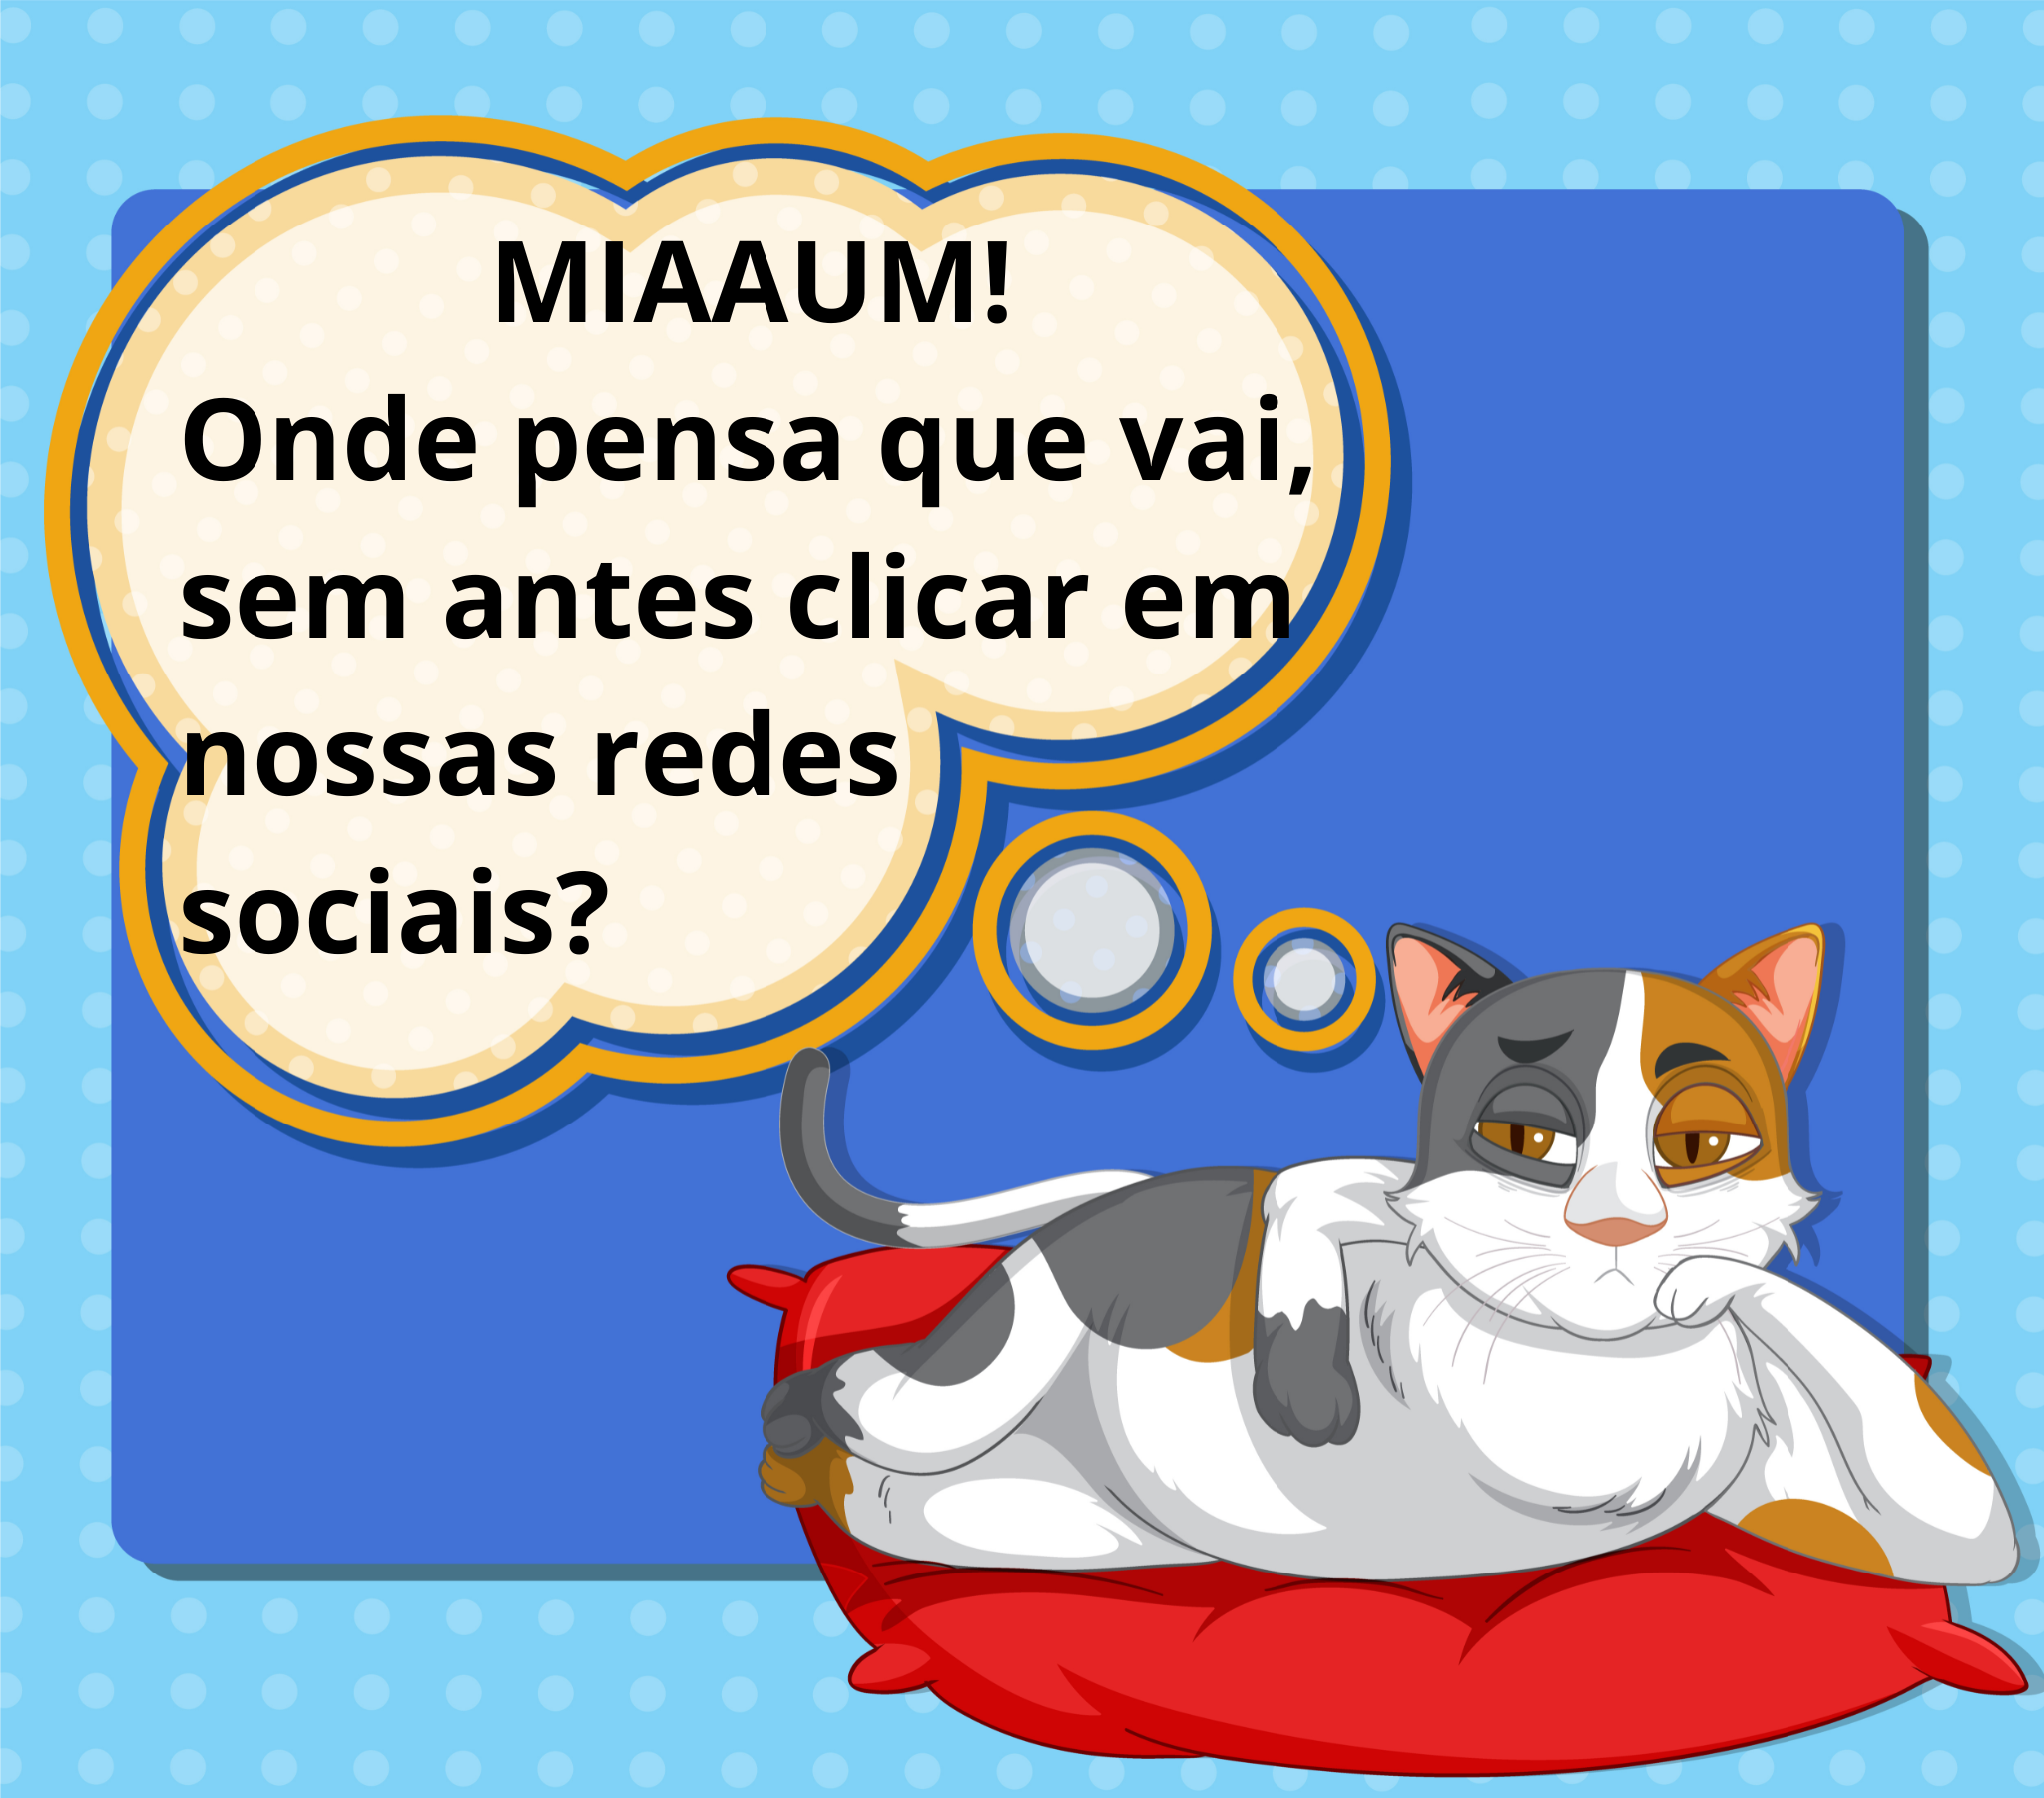 MIAAUM!
Onde pensa que vai,
sem antes clicar em
nossas redes
sociais?